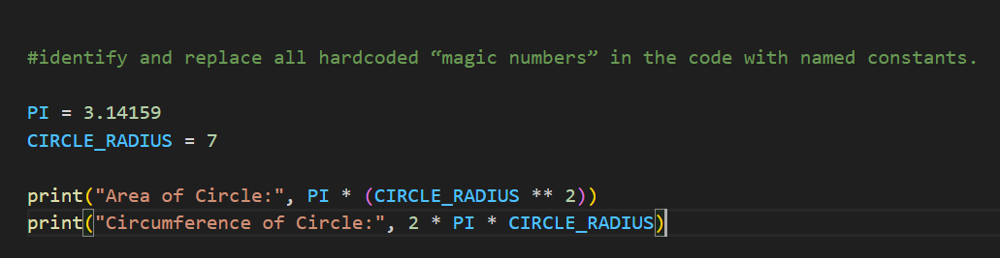 #identify and replace all hardcoded “magic numbers” in the code with named constants.
PI = 3.14159
CIRCLE_RADIUS = 7
print("Area of Circle:", PI * (CIRCLE_RADIUS ** 2))
print("Circumference of Circle:", 2 * PI * CIRCLE_RADIUS)